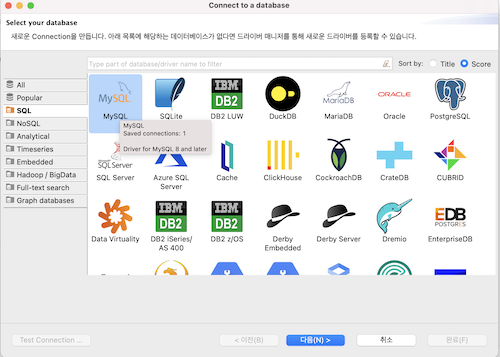 Connect to a database
Select your database
새로운 Connection을 만듭니다. 아래 목록에 해당하는 데이터베이스가 없다면 드라이버 매니저를 통해 새로운 드라이버를 등록할 수 있습니다.
Type part of database/driver name to filter
Sort by:
Title
Score
All
Popular
SQL
NoSQL
Analytical
Timeseries
Embedded
Hadoop / BigData
Full-text search
Graph databases
MySQL
MySQL
SQLite
IBM
DB2
DB2 LUW
DuckDB
MariaDB
MariaDB
ORACLE
Oracle
PostgreSQL
MySQL
Saved connections: 1
Driver for MySQL 8 and later
SQL Server
SQL Server
Azure SQL
Server
Cache
ClickHouse
CockroachDB
CrateDB
CUBRID
Data Virtuality
IBM
DB2
DB2 iSeries/
AS 400
IBM
DB2
DB2 z/OS
Derby
Embedded
Derby Server
Dremio
EDB
POSTGRES
EnterpriseDB
Test Connection ...
< 이전(B)
다음(N) >
취소
완료(F)